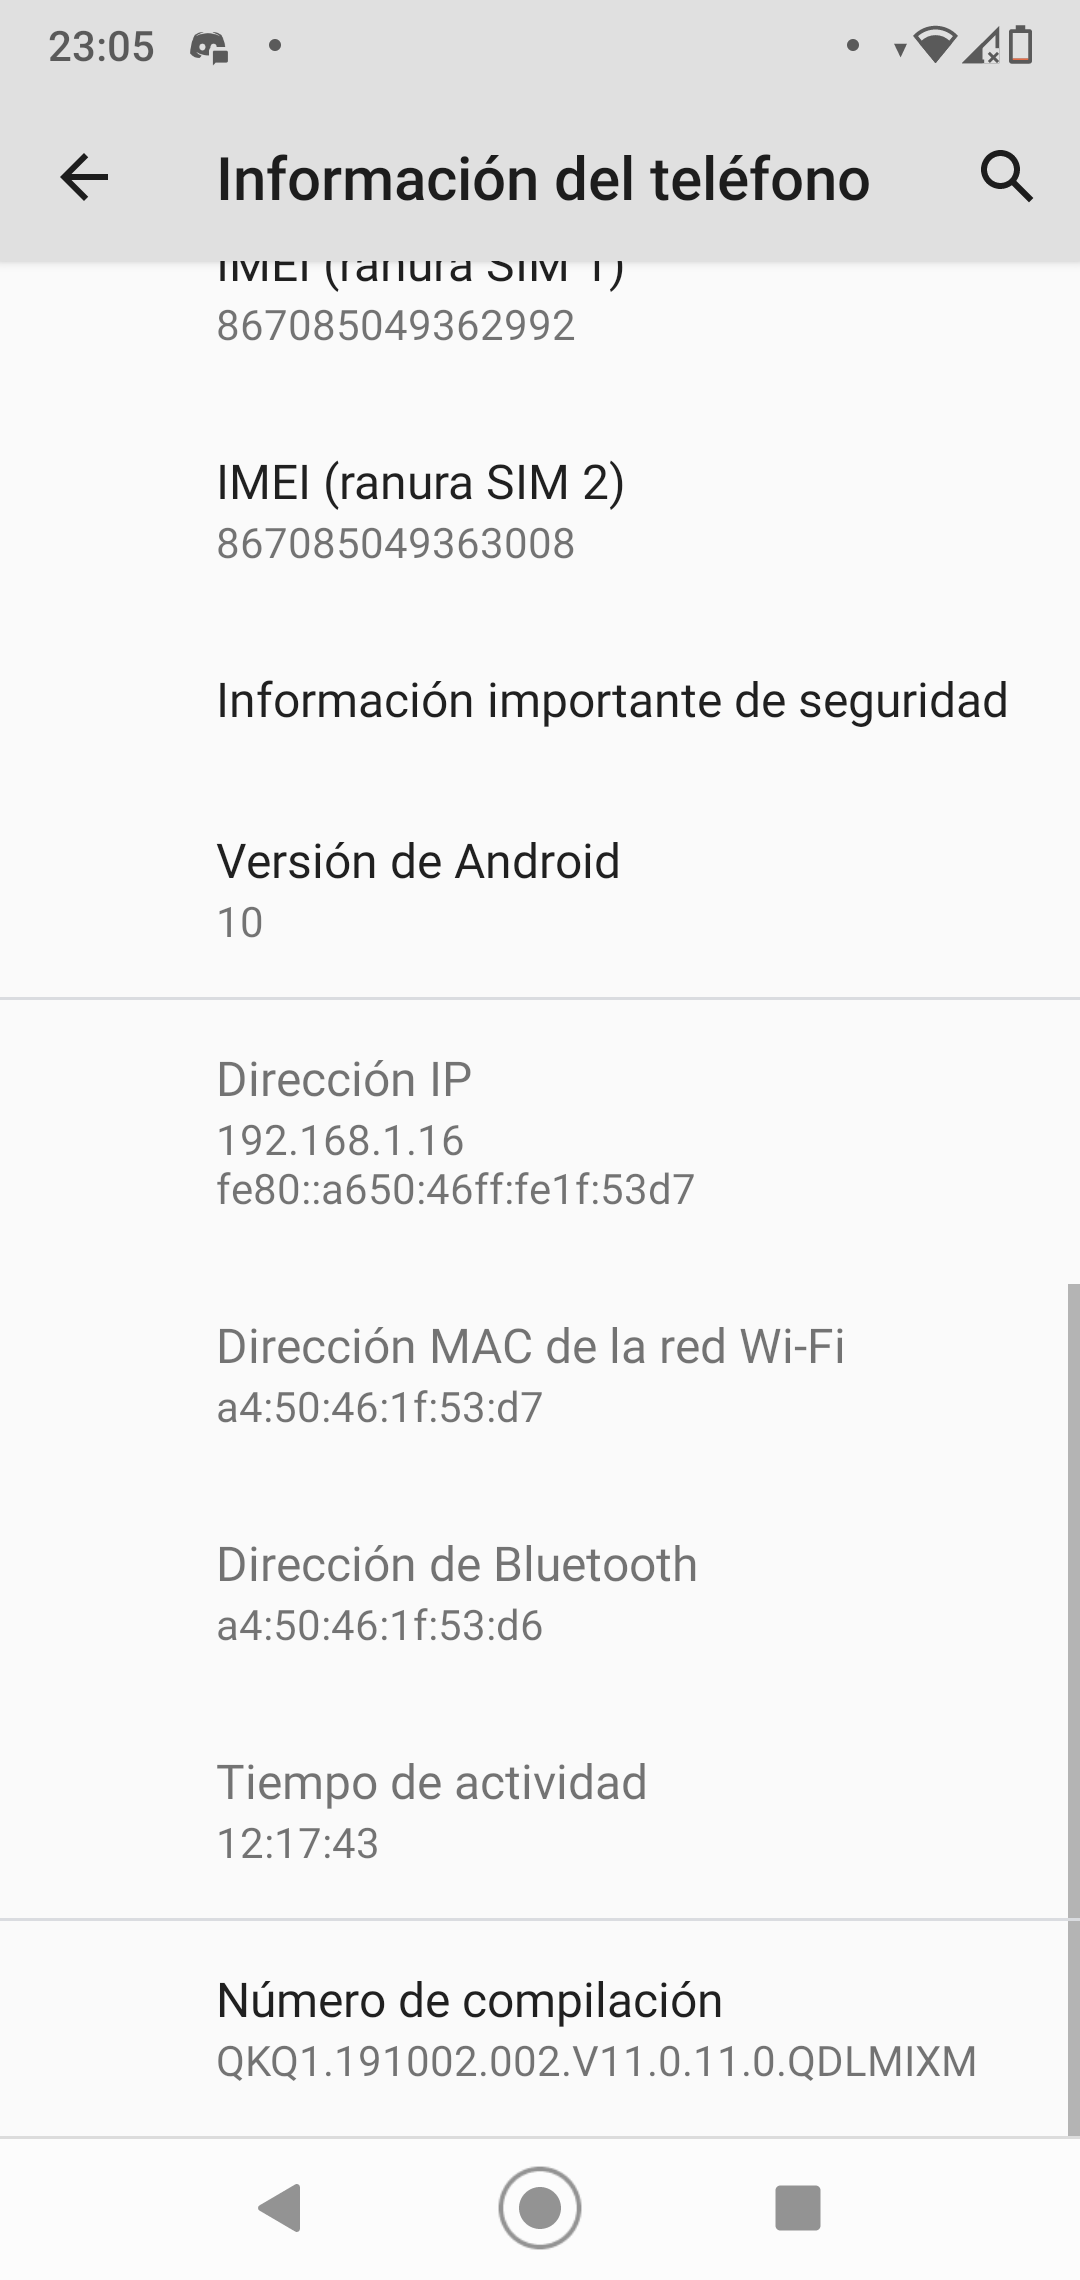 23:05
Información del teléfono
IMEI (ranura SIM 1)
867085049362992
IMEI (ranura SIM 2)
867085049363008
Información importante de seguridad
Versión de Android
10
Dirección IP
192.168.1.16
fe80::a650:46ff:fe1f:53d7
Dirección MAC de la red Wi-Fi
a4:50:46:1f:53:d7
Dirección de Bluetooth
a4:50:46:1f:53:d6
Tiempo de actividad
12:17:43
Número de compilación
QKQ1.191002.002.V11.0.11.0.QDLMIXM